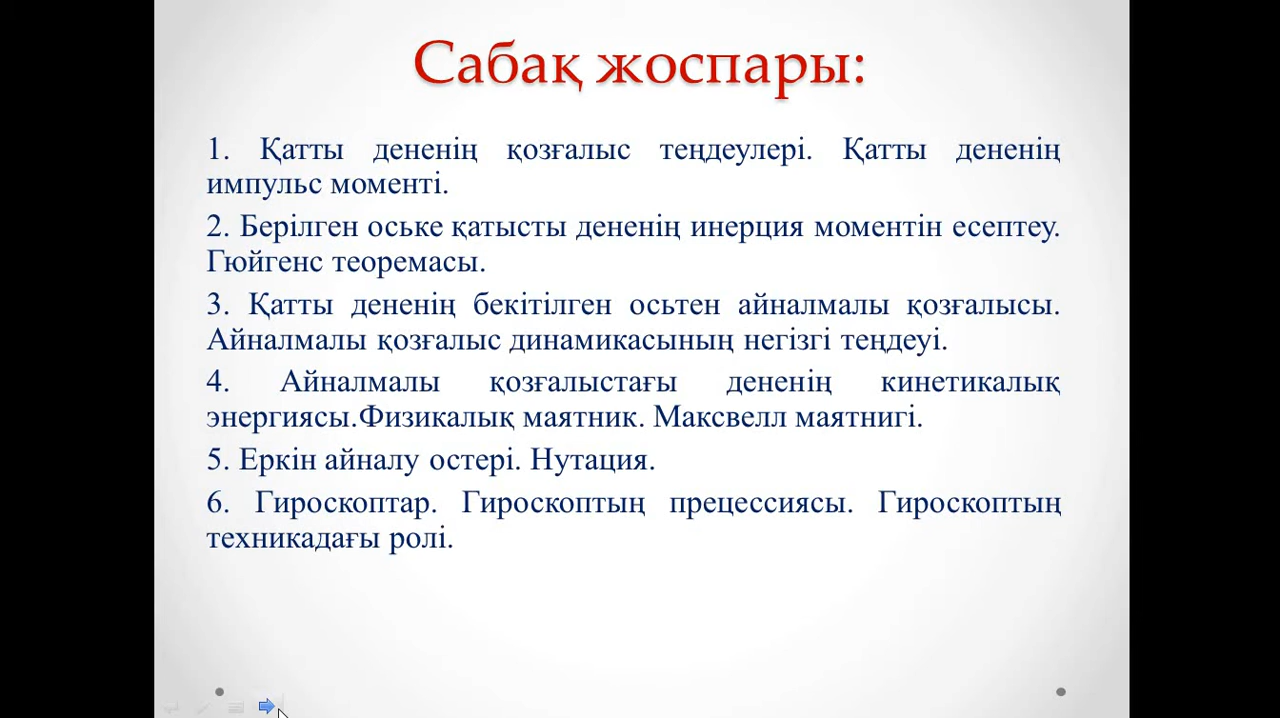 Сабақ жоспары:
1. Қатты дененің қозғалыс теңдеулері. Қатты дененің
импульс моменті.
2. Берілген оське қатысты дененің инерция моментін есептеу.
Гюйгенс теоремасы.
3. Қатты дененің бекітілген осьтен айналмалы қозғалысы.
Айналмалы қозғалыс динамикасының негізгі теңдеуі.
4. Айналмалы қозғалыстағы дененің кинетикалық
энергиясы.Физикалық маятник. Максвелл маятнигі.
5. Еркін айналу остері. Нутация.
6. Гироскоптар. Гироскоптың прецессиясы. Гироскоптың
техникадағы ролі.